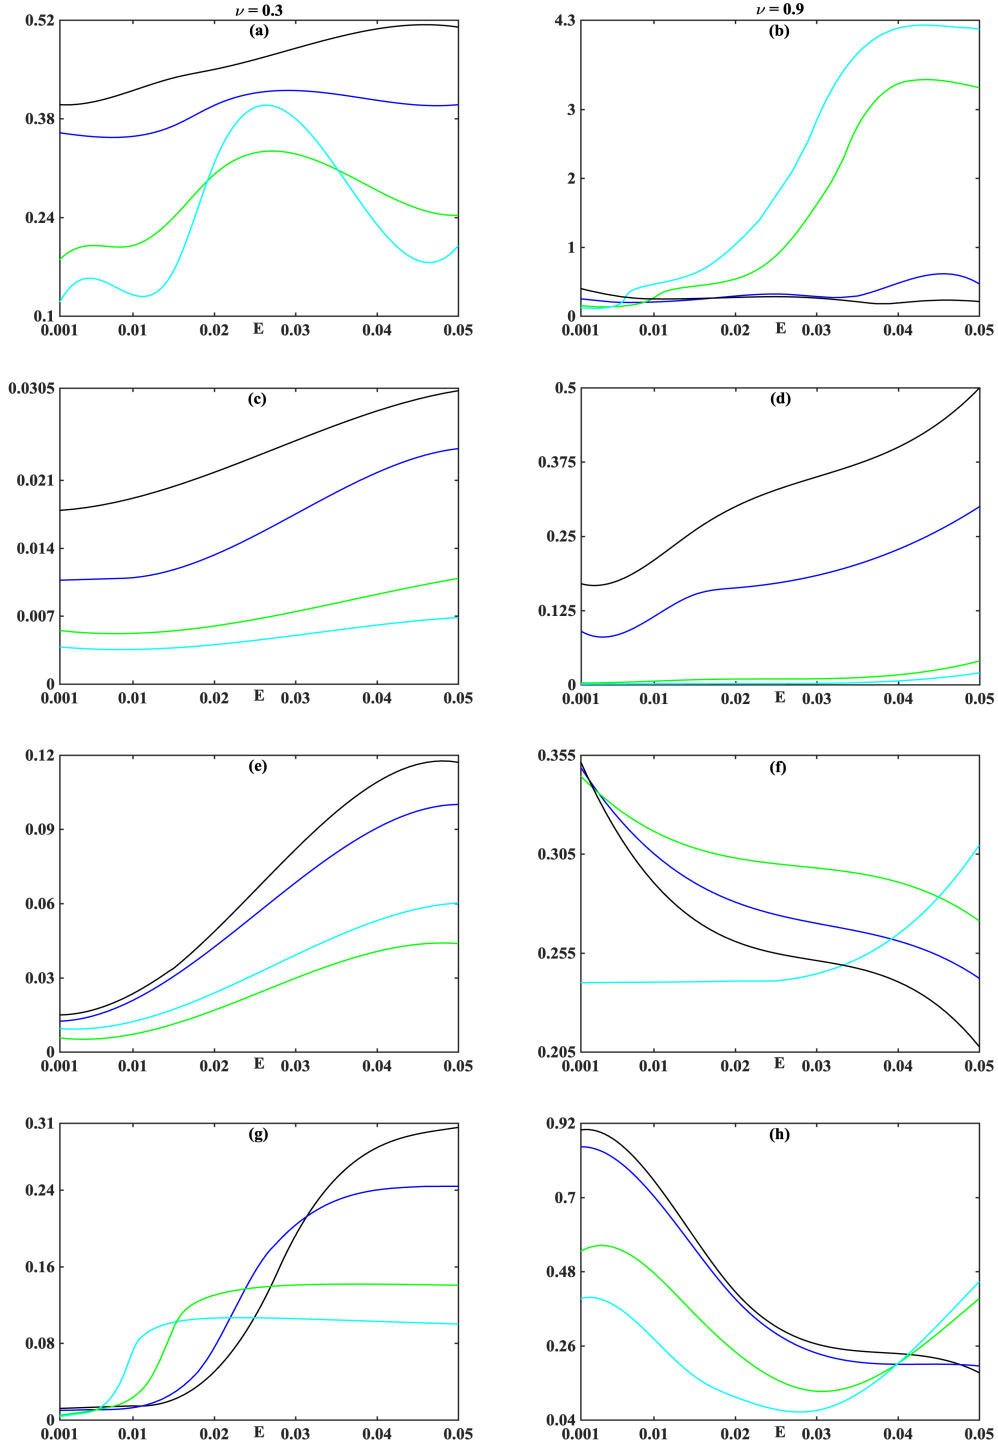 ν = 0.3
ν = 0.9
(a)
0.52
0.38
0.24
0.1
0.001 0.01 0.02 E 0.03 0.04 0.05
(b)
4.3
3
2
1
0
0.001 0.01 0.02 E 0.03 0.04 0.05
(c)
0.0305
0.021
0.014
0.007
0
0.001 0.01 0.02 E 0.03 0.04 0.05
(d)
0.5
0.375
0.25
0.125
0
0.001 0.01 0.02 E 0.03 0.04 0.05
(e)
0.12
0.09
0.06
0.03
0
0.001 0.01 0.02 E 0.03 0.04 0.05
(f)
0.355
0.305
0.255
0.205
0.001 0.01 0.02 E 0.03 0.04 0.05
(g)
0.31
0.24
0.16
0.08
0
0.001 0.01 0.02 E 0.03 0.04 0.05
(h)
0.92
0.7
0.48
0.26
0.04
0.001 0.01 0.02 E 0.03 0.04 0.05